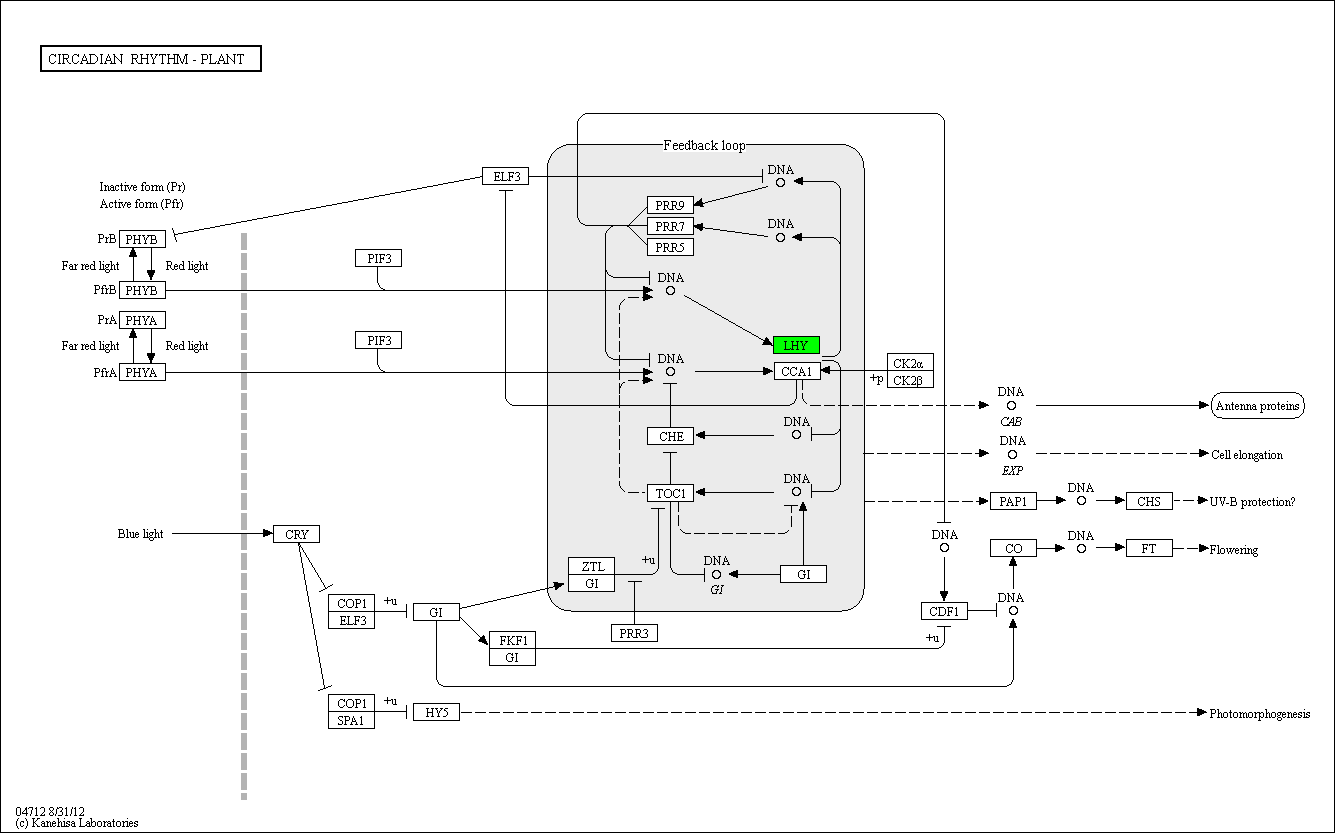 CIRCADIAN RHYTHM - PLANT
Feedback loop
DNA
ELF3
Inactive form (Pr)
Active form (Pfr)
PRR9
PRR7
DNA
PrB
PHYB
PRR5
PIF3
Far red light
Red light
DNA
PfrB
PHYB
PrA
PHYA
PIF3
Far red light
Red light
LHY
DNA
CK2α
PfrA
PHYA
CCA1
+p
CK2β
DNA
Antenna proteins
CAB
DNA
CHE
DNA
Cell elongation
EXP
DNA
TOC1
DNA
PAP1
CHS
UV-B protection?
Blue light
CRY
DNA
DNA
CO
FT
Flowering
+u
DNA
ZTL
GI
GI
GI
COP1
+u
DNA
ELF3
GI
CDF1
PRR3
FKF1
+u
GI
COP1
+u
SPA1
HY5
Photomorphogenesis
04712 8/31/12
(c) Kanehisa Laboratories